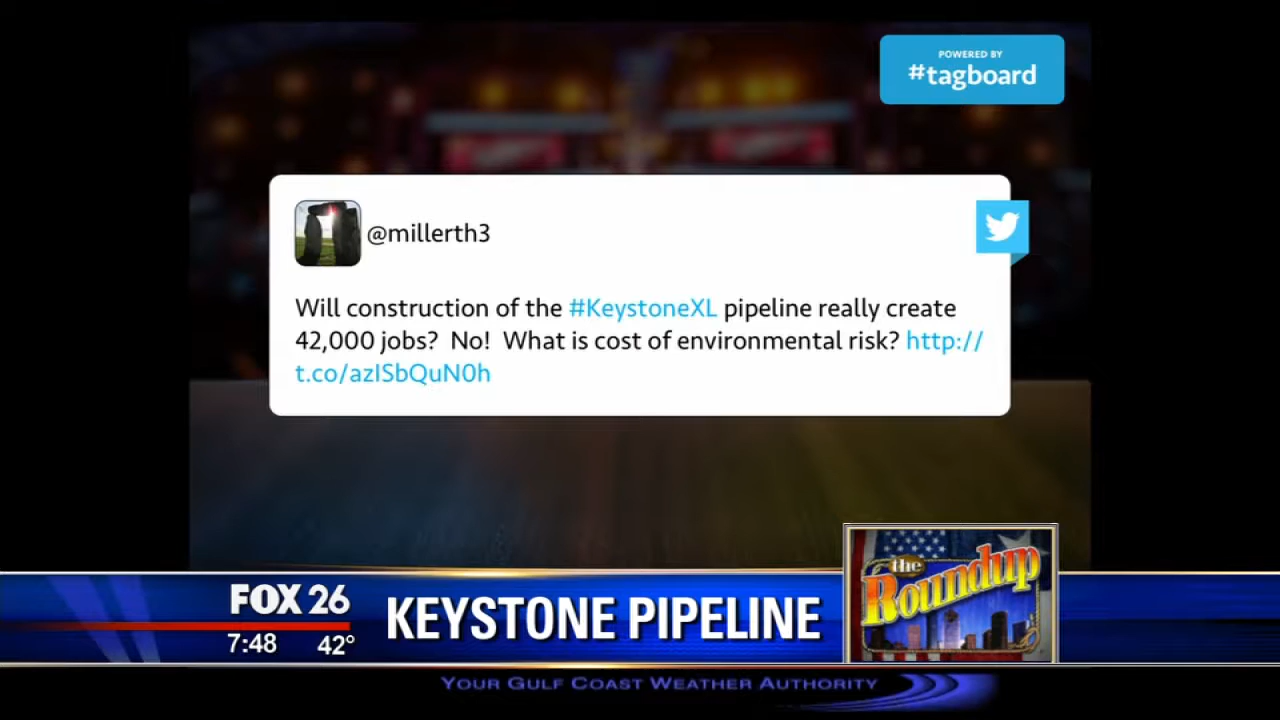 POWERED BY
#tagboard
@millerth3
Will construction of the #KeystoneXL pipeline really create
42,000 jobs?  No!  What is cost of environmental risk? http://
t.co/azISbQuN0h
the
Roundup
FOX 26
KEYSTONE PIPELINE
7:48 42°
YOUR GULF COAST WEATHER AUTHORITY